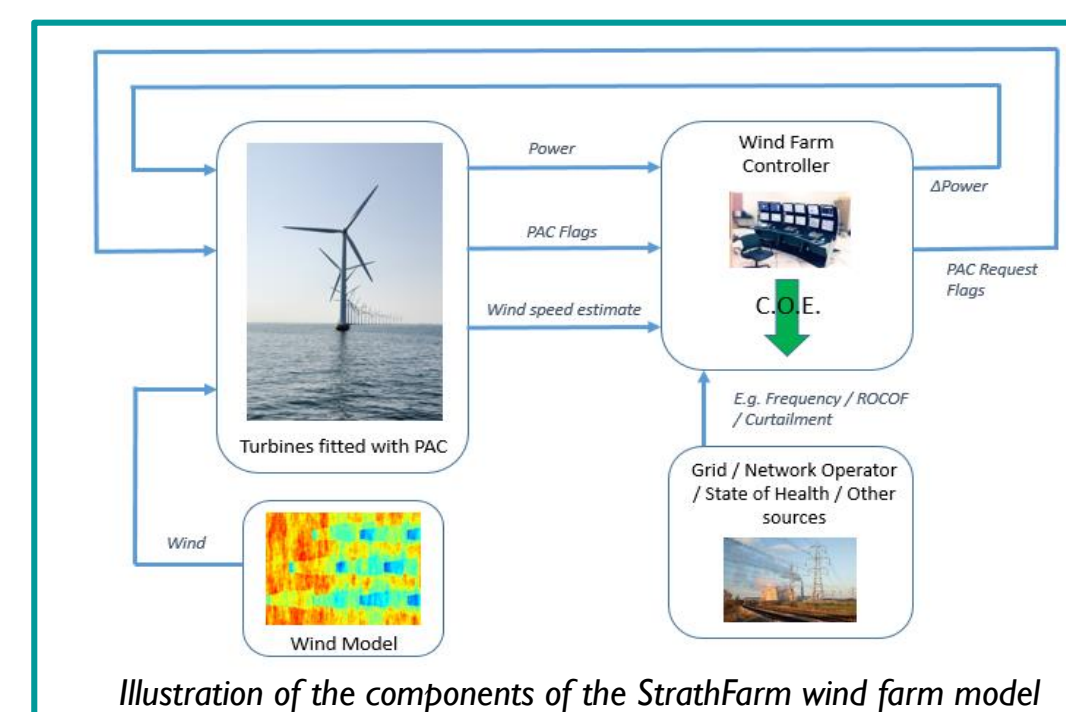 Power
Wind Farm
Controller
ΔPower
PAC Flags
PAC Request
Flags
Wind speed estimate
C.O.E.
E.g. Frequency / ROCOF
/ Curtailment
Turbines fitted with PAC
Grid / Network Operator
/ State of Health / Other
sources
Wind
Wind Model
Illustration of the components of the StrathFarm wind farm model